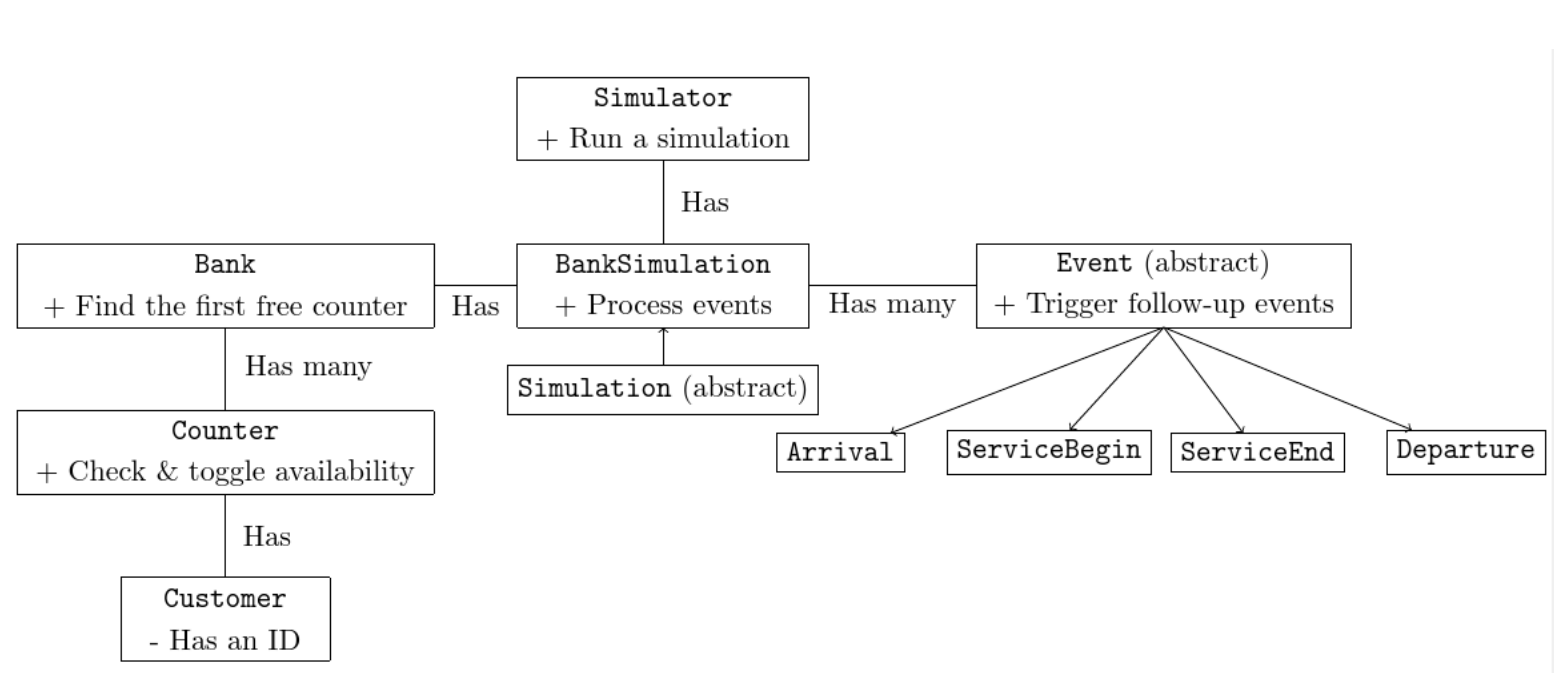 Simulator
+ Run a simulation
Has
Bank
+ Find the first free counter
Has
BankSimulation
+ Process events
Has many
Event (abstract)
+ Trigger follow-up events
Has many
Simulation (abstract)
Counter
+ Check & toggle availability
Arrival
ServiceBegin
ServiceEnd
Departure
Has
Customer
- Has an ID